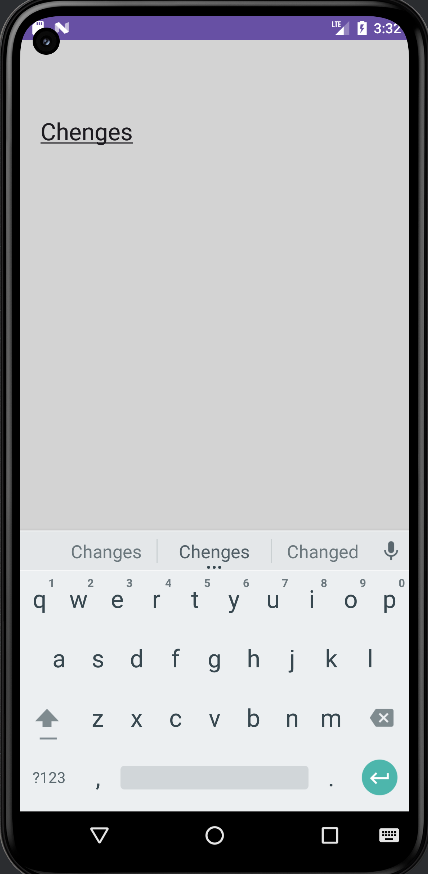 LTE 3:32
Chenges
Changes Chenges Changed
1 2 3 4 5 6 7 8 9 0
q w e r t y u i o p
a s d f g h j k l
z x c v b n m
?123 , .